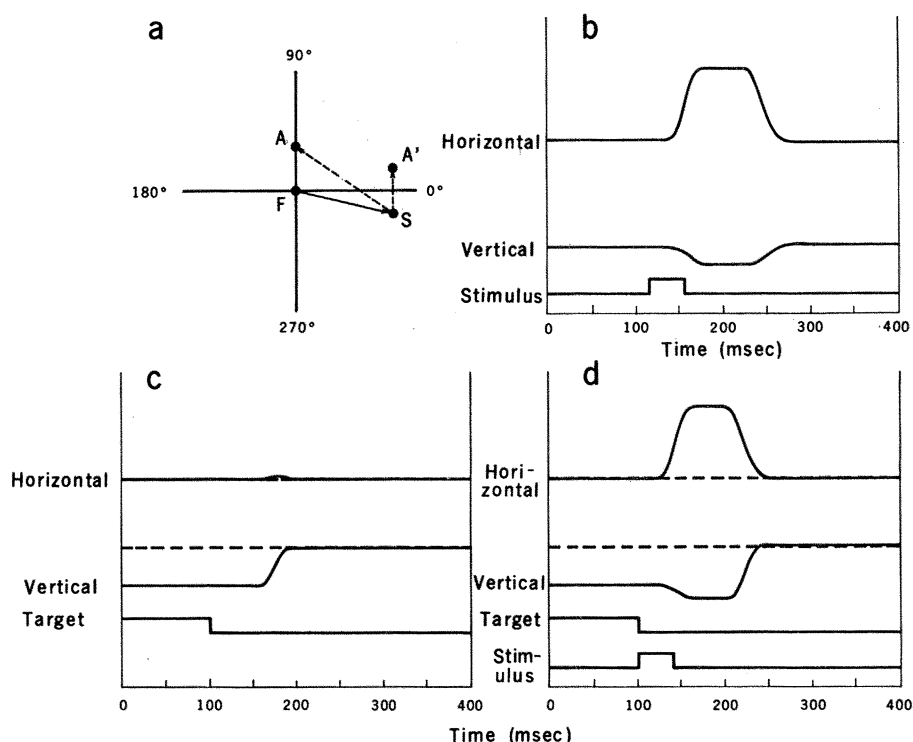 a
90°
A
A'
180°
0°
F
S
270°
b
Horizontal
Vertical
Stimulus
0 100 200 300 400
Time (msec)
c
Horizontal
Vertical
Target
0 100 200 300 400
d
Hori-
zontal
Vertical
Target
Stim-
ulus
0 100 200 300 400
Time (msec)